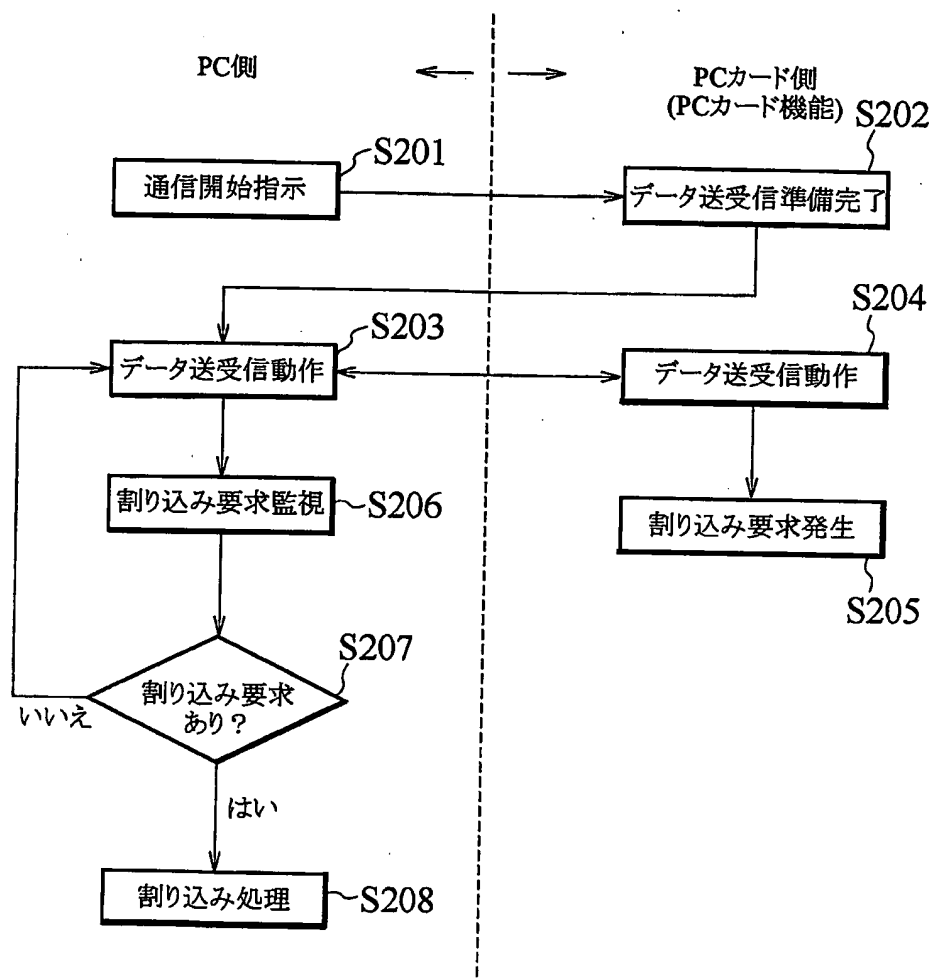 PC側
PCカード側
(PCカード機能)
S201
S202
通信開始指示
データ送受信準備完了
S203
S204
データ送受信動作
データ送受信動作
割り込み要求監視
S206
割り込み要求発生
S205
S207
割り込み要求
あり?
いいえ
はい
割り込み処理
S208